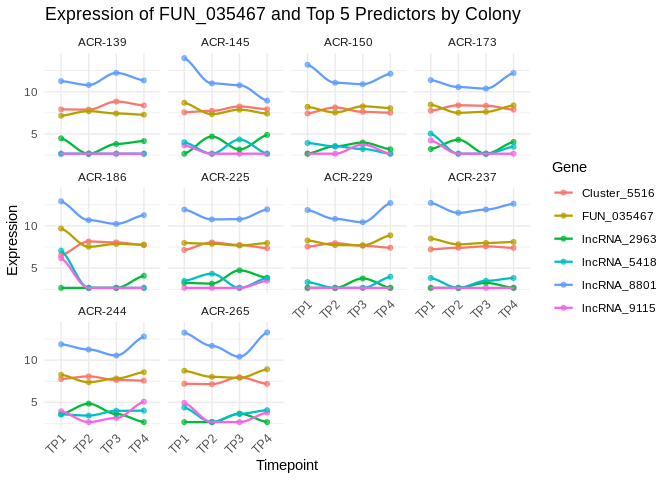 Expression of FUN_035467 and Top 5 Predictors by Colony
ACR-139 ACR-145 ACR-150 ACR-173
10
5
ACR-186 ACR-225 ACR-229 ACR-237
10
5
ACR-244 ACR-265
10
5
TP1 TP2 TP3 TP4 TP1 TP2 TP3 TP4
TP1 TP2 TP3 TP4 TP1 TP2 TP3 TP4
Timepoint
Expression
Gene
Cluster_5516
FUN_035467
lncRNA_2963
lncRNA_5418
lncRNA_8801
lncRNA_9115